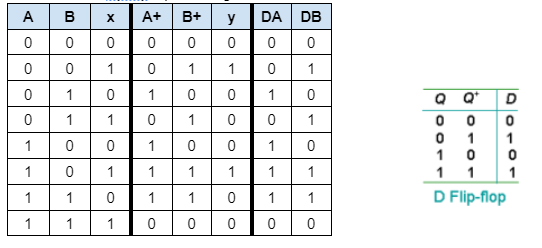 A B x A+ B+ y DA DB
0 0 0 0 0 0 0 0
0 0 1 0 1 1 0 1
0 1 0 1 0 0 1 0
0 1 1 0 1 0 0 1
1 0 0 1 0 0 1 0
1 0 1 1 1 1 1 1
1 1 0 1 1 0 1 1
1 1 1 0 0 0 0 0
Q Q+ D
0 0 0
0 1 1
1 0 0
1 1 1
D Flip-flop